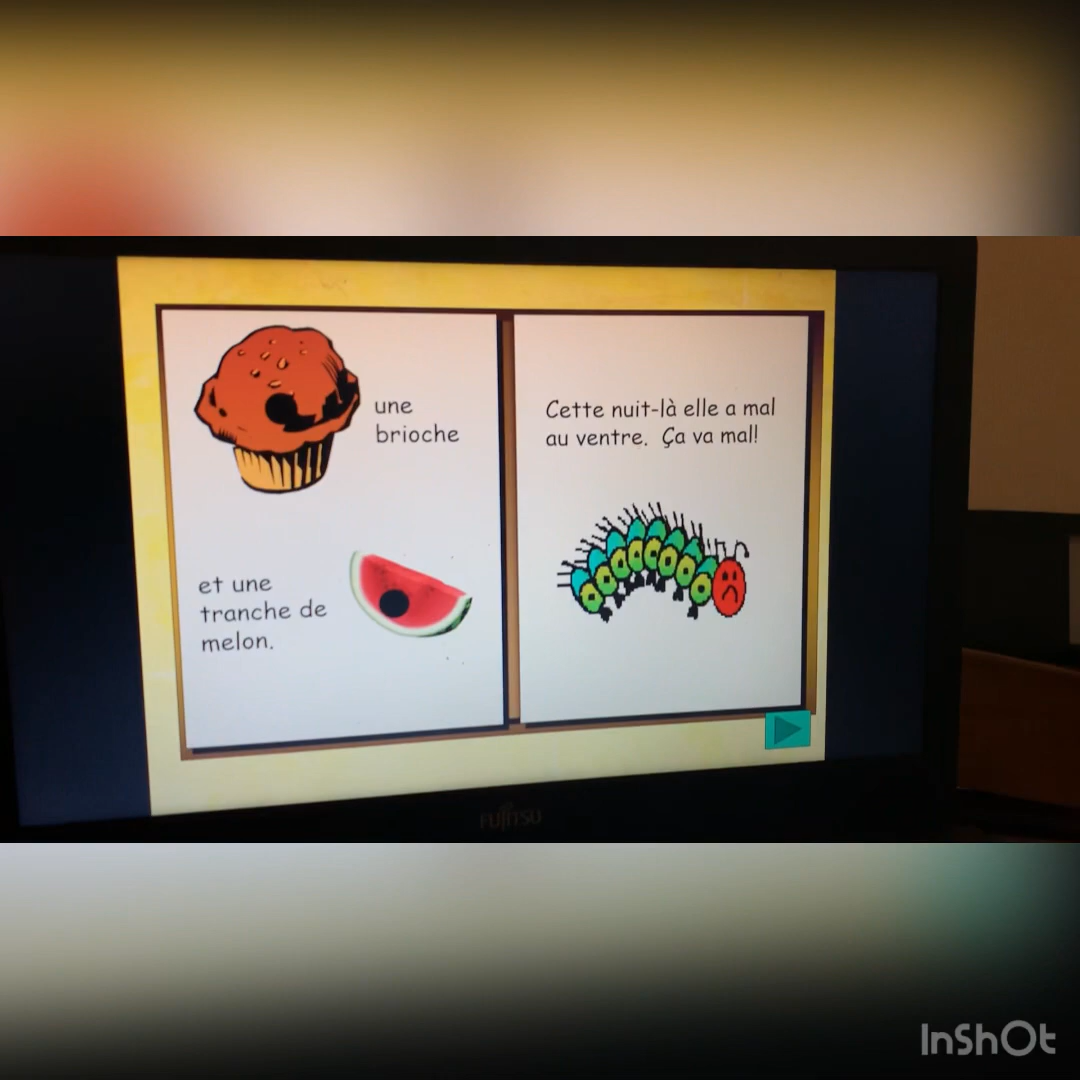 une
brioche
et une
tranche de
melon.
Cette nuit-là elle a mal
au ventre. Ça va mal!
FUJITSU
InShOt